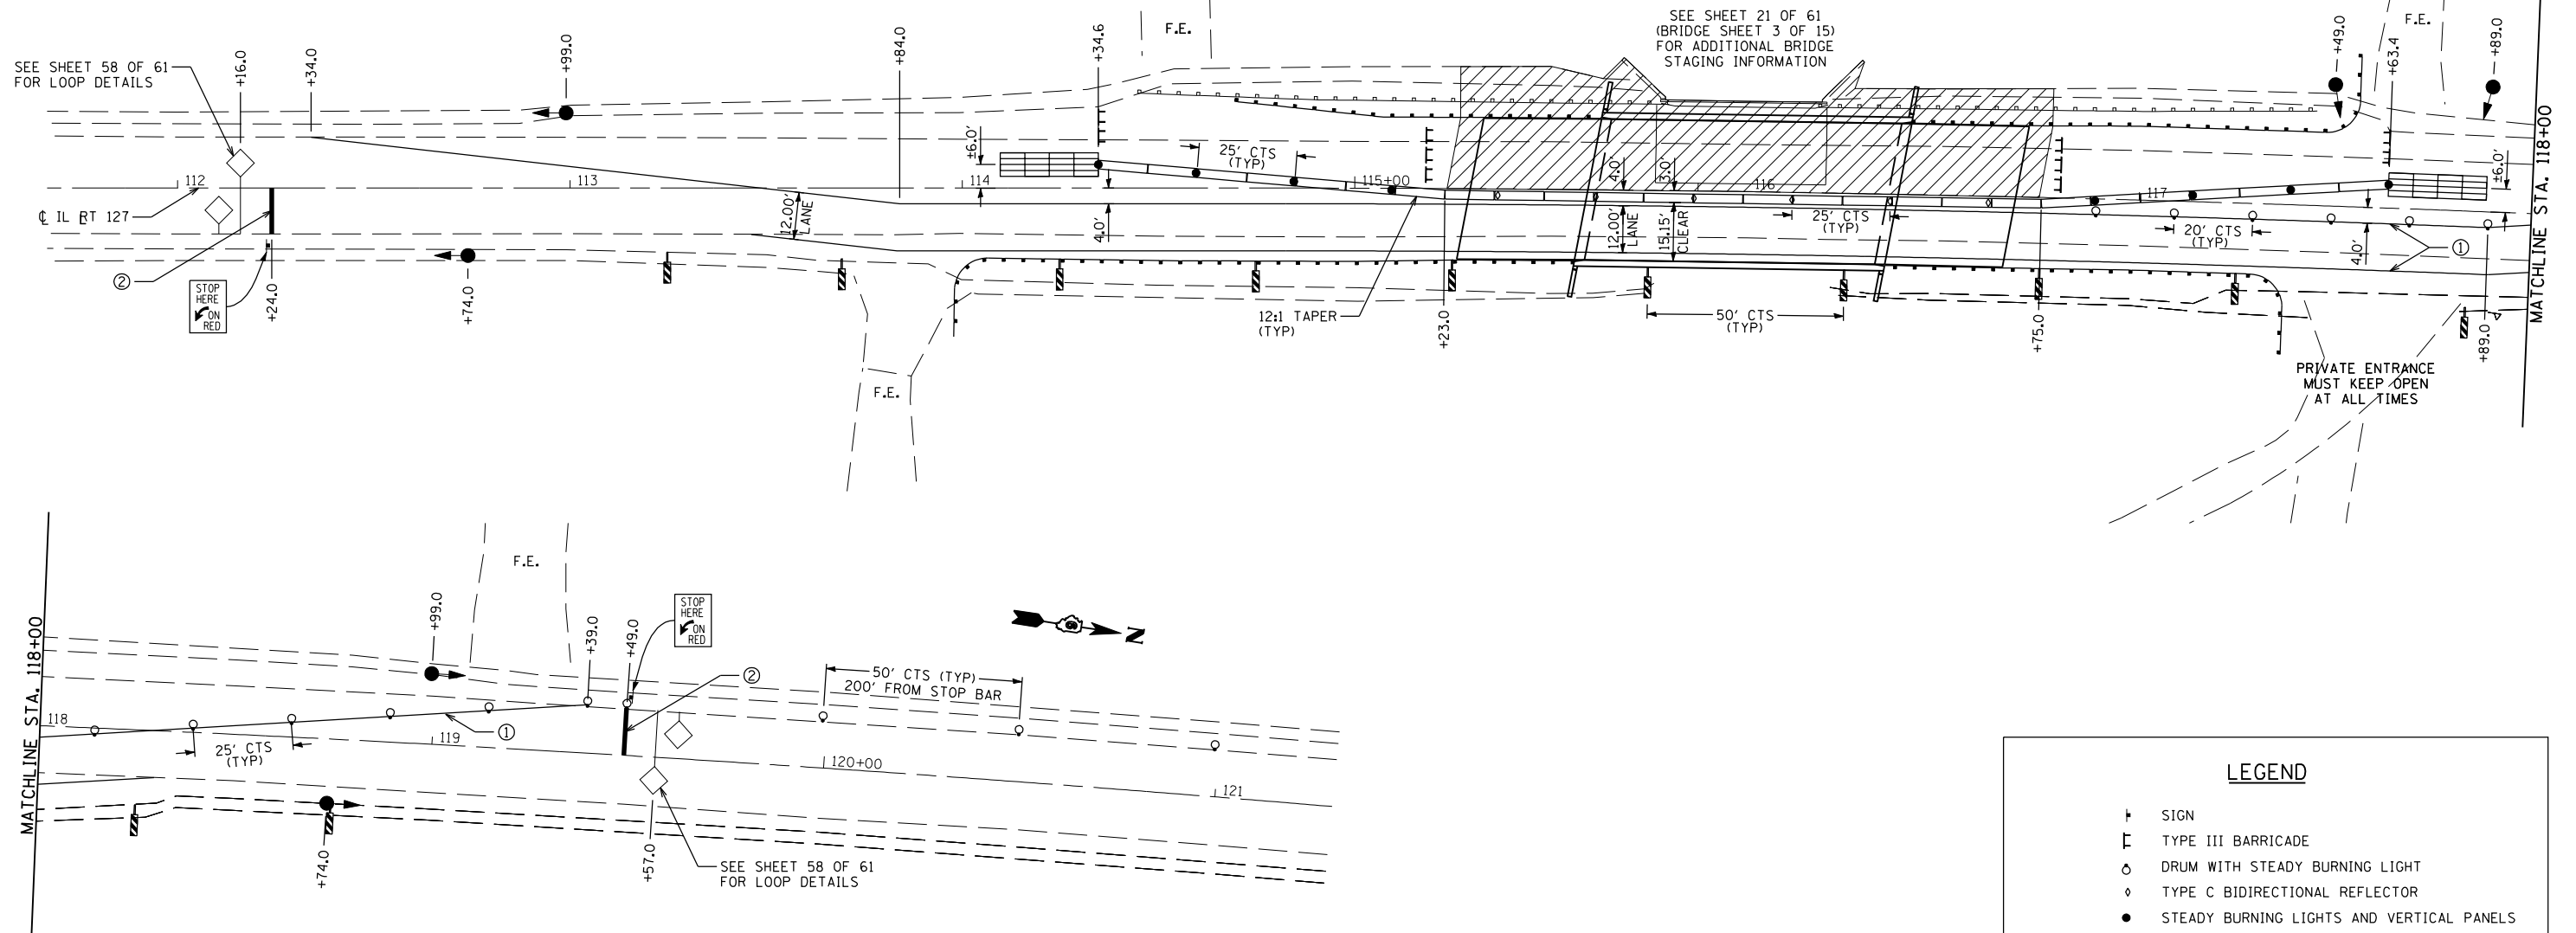 SEE SHEET 58 OF 61
FOR LOOP DETAILS
+16.0
+34.0
+99.0
+84.0
+34.6
F.E.
SEE SHEET 21 OF 61
(BRIDGE SHEET 3 OF 15)
FOR ADDITIONAL BRIDGE
STAGING INFORMATION
+49.0
+63.4
F.E.
+89.0
MATCHLINE STA. 118+00
±6.0'
25' CTS
(TYP)
112
113
114
115+00
116
117
℄ IL RT 127
12.00'
LANE
4.0'
4.0'
3.0'
12.00'
LANE
15.15'
CLEAR
25' CTS
(TYP)
20' CTS
(TYP)
4.0'
±6.0'
1
2
STOP
HERE
ON
RED
+24.0
+74.0
12:1 TAPER
(TYP)
+23.0
50' CTS
(TYP)
+75.0
+89.0
F.E.
PRIVATE ENTRANCE
MUST KEEP OPEN
AT ALL TIMES
MATCHLINE STA. 118+00
F.E.
+99.0
+39.0
+49.0
STOP
HERE
ON
RED
N
2
50' CTS (TYP)
200' FROM STOP BAR
118
119
120+00
121
1
25' CTS
(TYP)
+74.0
+57.0
SEE SHEET 58 OF 61
FOR LOOP DETAILS
LEGEND
SIGN
TYPE III BARRICADE
DRUM WITH STEADY BURNING LIGHT
TYPE C BIDIRECTIONAL REFLECTOR
STEADY BURNING LIGHTS AND VERTICAL PANELS